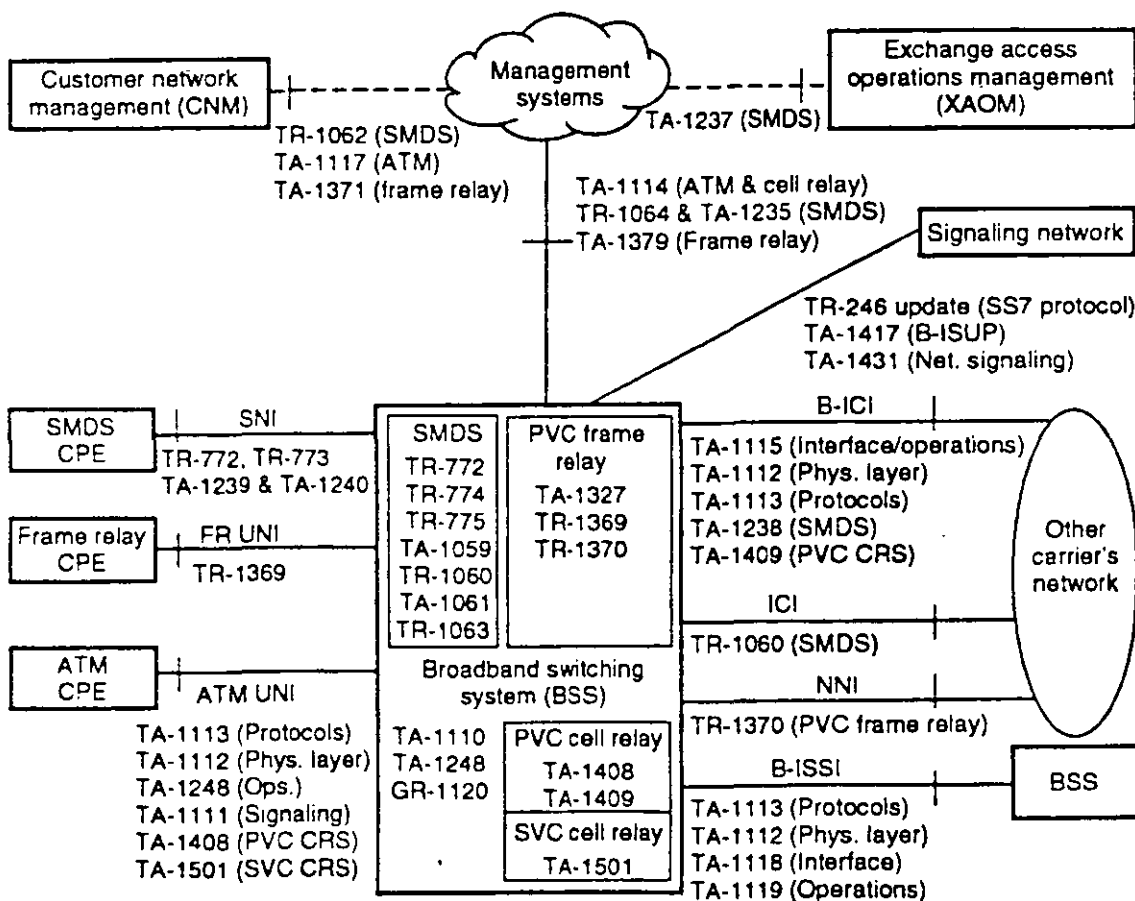 Customer network
management (CNM)
Management
systems
Exchange access
operations management
(XAOM)
TR-1062 (SMDS)
TA-1117 (ATM)
TA-1371 (frame relay)
TA-1237 (SMDS)
TA-1114 (ATM & cell relay)
TR-1064 & TA-1235 (SMDS)
TA-1379 (Frame relay)
Signaling network
TR-246 update (SS7 protocol)
TA-1417 (B-ISUP)
TA-1431 (Net. signaling)
SMDS
CPE
SNI
TR-772, TR-773
TA-1239 & TA-1240
Frame relay
CPE
FR UNI
TR-1369
ATM
CPE
ATM UNI
TA-1113 (Protocols)
TA-1112 (Phys. layer)
TA-1248 (Ops.)
TA-1111 (Signaling)
TA-1408 (PVC CRS)
TA-1501 (SVC CRS)
SMDS
TR-772
TR-774
TR-775
TA-1059
TR-1060
TA-1061
TR-1063
PVC frame
relay
TA-1327
TR-1369
TR-1370
Broadband switching
system (BSS)
TA-1110
TA-1248
GR-1120
PVC cell relay
TA-1408
TA-1409
SVC cell relay
TA-1501
B-ICI
TA-1115 (Interface/operations)
TA-1112 (Phys. layer)
TA-1113 (Protocols)
TA-1238 (SMDS)
TA-1409 (PVC CRS)
ICI
TR-1060 (SMDS)
NNI
TR-1370 (PVC frame relay)
Other
carrier's
network
B-ISSI
TA-1113 (Protocols)
TA-1112 (Phys. layer)
TA-1118 (Interface)
TA-1119 (Operations)
BSS